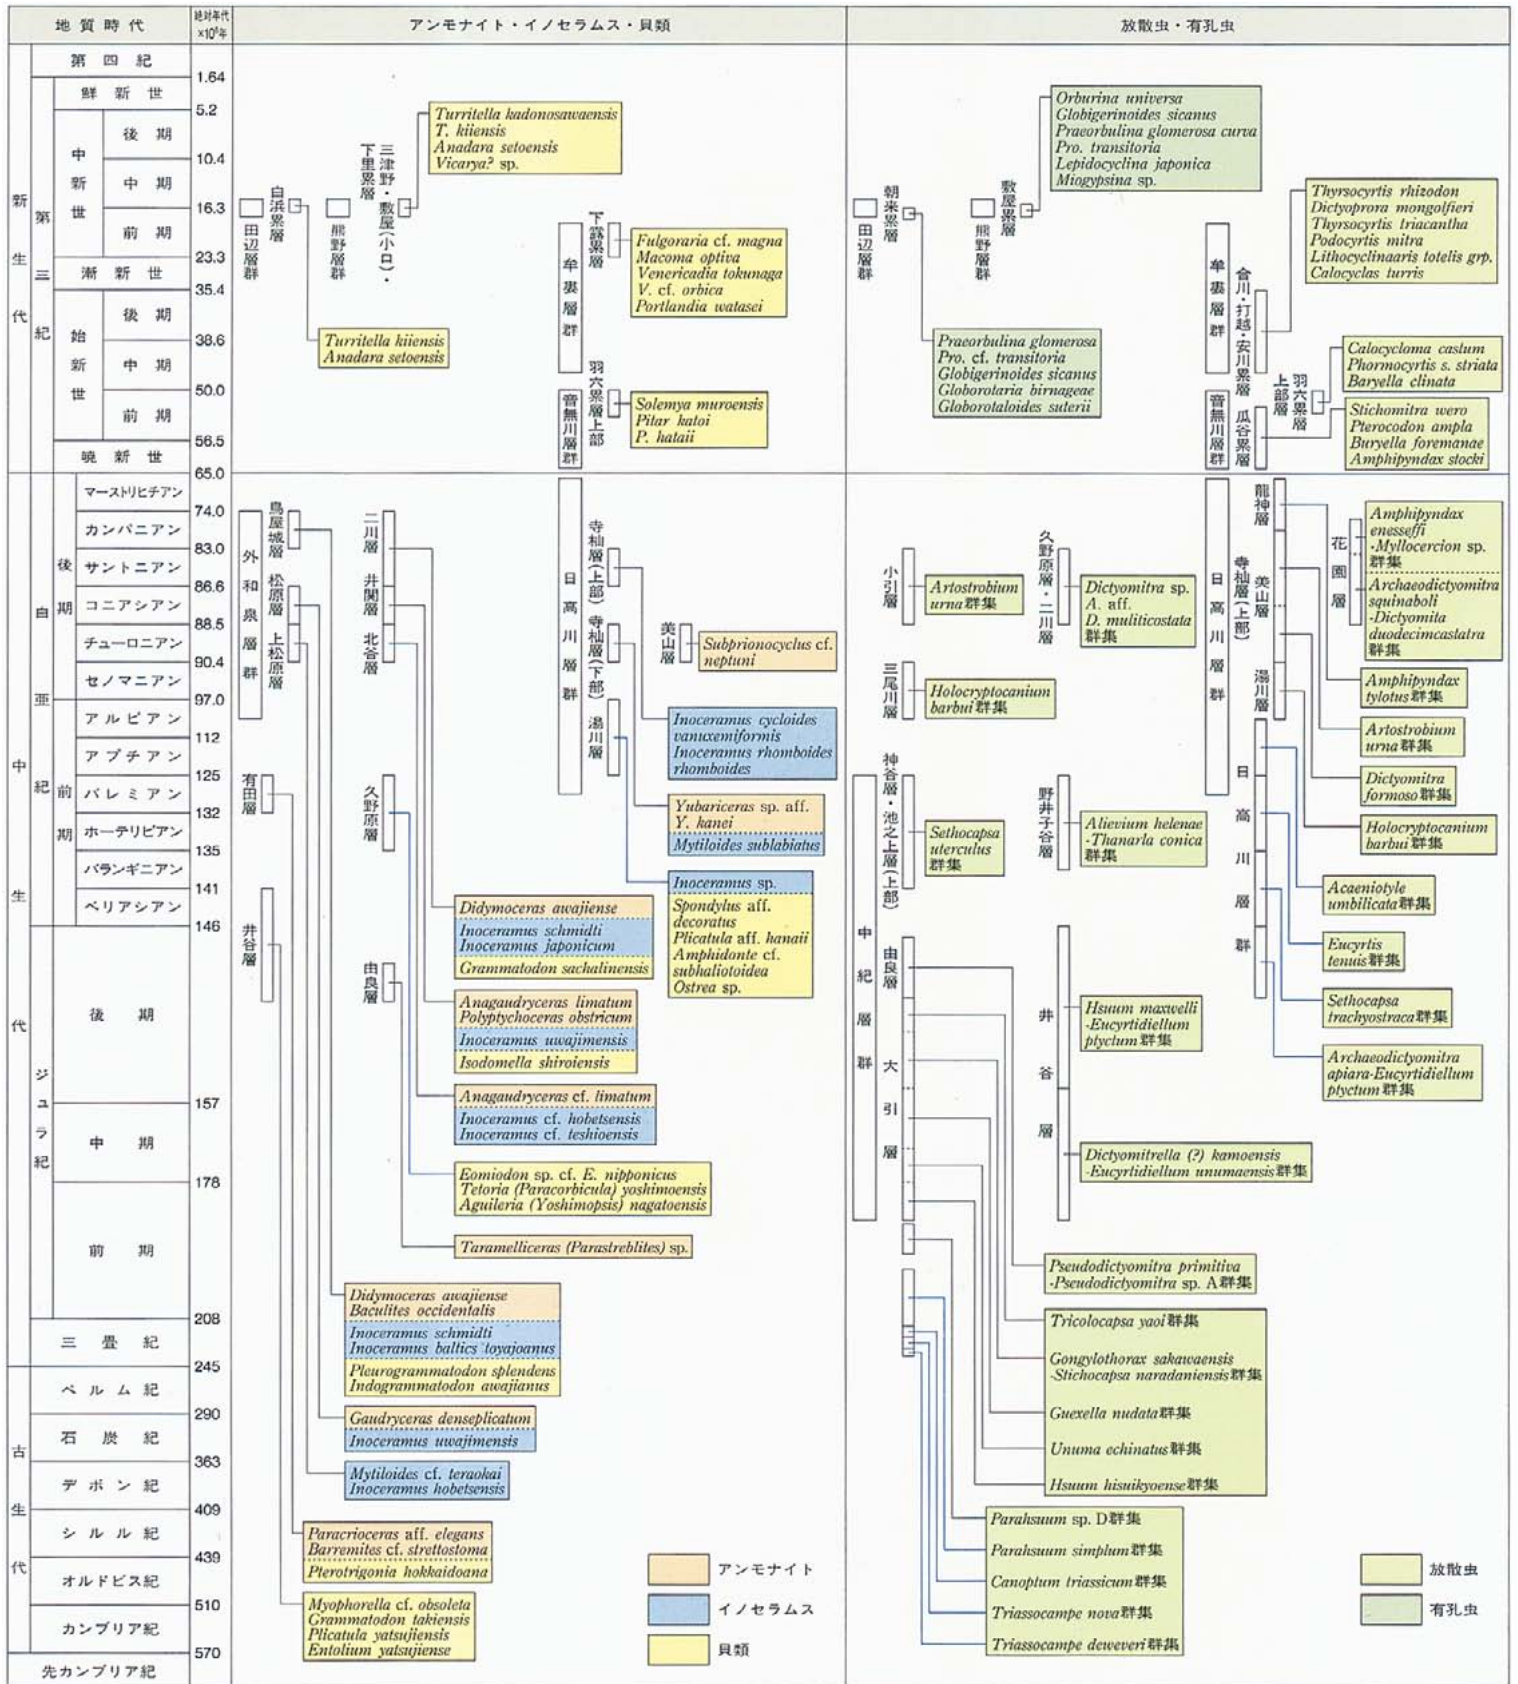 地質時代
絶対年代
×10⁶年
アンモナイト・イノセラムス・貝類
放散虫・有孔虫
新生代
第三紀
第四紀
1.64
鮮新世
5.2
中新世
後期
10.4
中期
16.3
前期
23.3
漸新世
35.4
始新世
後期
38.6
中期
50.0
前期
56.5
暁新世
65.0
中生代
白亜紀
後期
マーストリヒチアン
74.0
カンパニアン
83.0
サントニアン
86.6
コニアシアン
88.5
チューロニアン
90.4
セノマニアン
97.0
前期
アルビアン
112
アプチアン
125
バレミアン
132
ホーテリビアン
135
バランギニアン
141
ベリアシアン
146
ジュラ紀
後期
157
中期
178
前期
208
三畳紀
245
古生代
ペルム紀
290
石炭紀
363
デボン紀
409
シルル紀
439
オルドビス紀
510
カンブリア紀
570
先カンブリア紀
田辺層群
白浜累層
Turritella kiiensis
Anadara setoensis
熊野層群
三津野・敷屋(小口)・
下里累層
Turritella kadonosawaensis
T. kiiensis
Anadara setoensis
Vicarya? sp.
牟婁層群
下露累層
Fulgoraria cf. magna
Macoma optiva
Venericadia tokunaga
V. cf. orbica
Portlandia watasei
音無川層群
羽六累層上部
Solemya muroensis
Pitar katoi
P. hataii
外和泉層群
鳥屋城層
松原層
上松原層
有田層
井谷層
二川層
井関層
北谷層
久野原層
由良層
日高川層群
寺杣層(上部)
寺杣層(下部)
湯川層
美山層
Subprionocyclus cf.
neptuni
Inoceramus cycloides
vanuxemiformis
Inoceramus rhomboides
rhomboides
Yubariceras sp. aff.
Y. kanei
Mytiloides sublabiatus
Inoceramus sp.
Spondylus aff.
decoratus
Plicatula aff. hanaii
Amphidonte cf.
subhaliotoidea
Ostrea sp.
Didymoceras awajiense
Inoceramus schmidti
Inoceramus japonicum
Grammatodon sachalinensis
Anagaudryceras limatum
Polyptychoceras obstricum
Inoceramus uwajimensis
Isodomella shiroiensis
Anagaudryceras cf. limatum
Inoceramus cf. hobetsensis
Inoceramus cf. teshioensis
Eomiodon sp. cf. E. nipponicus
Tetoria (Paracorbicula) yoshimoensis
Aguileria (Yoshimopsis) nagatoensis
Taramelliceras (Parastreblites) sp.
Didymoceras awajiense
Baculites occidentalis
Inoceramus schmidti
Inoceramus baltics toyajoanus
Pleurogrammatodon splendens
Indogrammatodon awajianus
Gaudryceras denseplicatum
Inoceramus uwajimensis
Mytiloides cf. teraokai
Inoceramus hobetsensis
Paracrioceras aff. elegans
Barremites cf. strettostoma
Pterotrigonia hokkaidoana
Myophorella cf. obsoleta
Grammatodon takiensis
Plicatula yatsujiensis
Entolium yatsujiense
アンモナイト
イノセラムス
貝類
田辺層群
朝来累層
Praeorbulina glomerosa
Pro. cf. transitoria
Globigerinoides sicanus
Globorotaria birnageae
Globorotaloides suterii
熊野層群
敷屋累層
Orburina universa
Globigerinoides sicanus
Praeorbulina glomerosa curva
Pro. transitoria
Lepidocyclina japonica
Miogypsina sp.
牟婁層群
合川・打越・安川累層
Thyrsocyrtis rhizodon
Dictyoprora mongolfieri
Thyrsocyrtis triacantha
Podocyrtis mitra
Lithocyclinaaris totelis grp.
Calocyclas turris
音無川層群
瓜谷累層
羽六累層
上部層
Calocycloma castum
Phormocyrtis s. striata
Baryella clinata
Stichomitra wero
Pterocodon ampla
Buryella foremanae
Amphipyndax stocki
小引層
Artostrobium
urna群集
三尾川層
Holocryptocanium
barbui群集
久野原層・二川層
Dictyomitra sp.
A. aff.
D. muliticostata
群集
日高川層群
龍神層
寺杣層(上部)
美山層
湯川層
花園層
Amphipyndax
enesseffi
-Myllocercion sp.
群集
Archaeodictyomitra
squinaboli
-Dictyomita
duodecimcaslatra
群集
Amphipyndax
tylotus群集
Artostrobium
urna群集
Dictyomitra
formoso群集
Holocryptocanium
barbui群集
日高川層群
Acaeniotyle
umbilicata群集
Eucyrtis
tenuis群集
Sethocapsa
trachyostraca群集
Archaeodictyomitra
apiara-Eucyrtidiellum
ptyctum群集
中紀層群
神谷層・池之上層(上部)
Sethocapsa
uterculus
群集
野井子谷層
Alievium helenae
-Thanarla conica
群集
由良層
大引層
井谷層
Hsuum maxwelli
-Eucyrtidiellum
ptyctum群集
Dictyomitrella (?) kamoensis
-Eucyrtidiellum unumaensis群集
Pseudodictyomitra primitiva
-Pseudodictyomitra sp. A群集
Tricolocapsa yaoi群集
Gongylothorax sakawaensis
-Stichocapsa naradaniensis群集
Guexella nudata群集
Unuma echinatus群集
Hsuum hisuikyoense群集
Parahsuum sp. D群集
Parahsuum simplum群集
Canoptum triassicum群集
Triassocampe nova群集
Triassocampe deweveri群集
放散虫
有孔虫